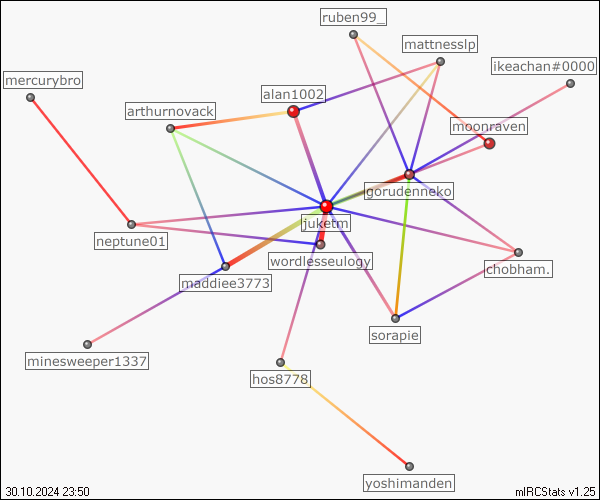 ruben99_
mattnesslp
ikeachan#0000
mercurybro
alan1002
arthurnovack
moonraven
gorudenneko
juketm
neptune01
wordlesseulogy
chobham.
maddiee3773
sorapie
minesweeper1337
hos8778
yoshimanden
30.10.2024 23:50
mIRCStats v1.25